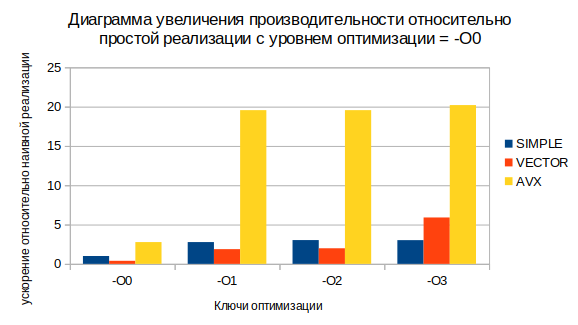 Диаграмма увеличения производительности относительно
простой реализации с уровнем оптимизации = -O0
ускорение относительно наивной реализации
25
20
15
10
5
0
-O0
-O1
-O2
-O3
Ключи оптимизации
SIMPLE
VECTOR
AVX